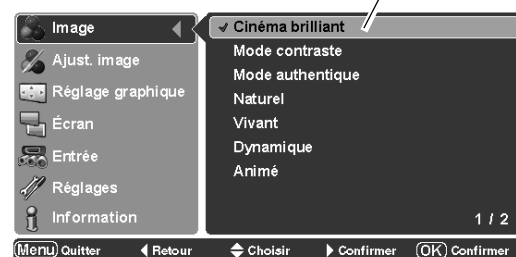 Image
Ajust. image
Réglage graphique
Écran
Entrée
Réglages
Information
Cinéma brilliant
Mode contraste
Mode authentique
Naturel
Vivant
Dynamique
Animé
1 / 2
Menu Quitter Retour Choisir Confirmer OK Confirmer